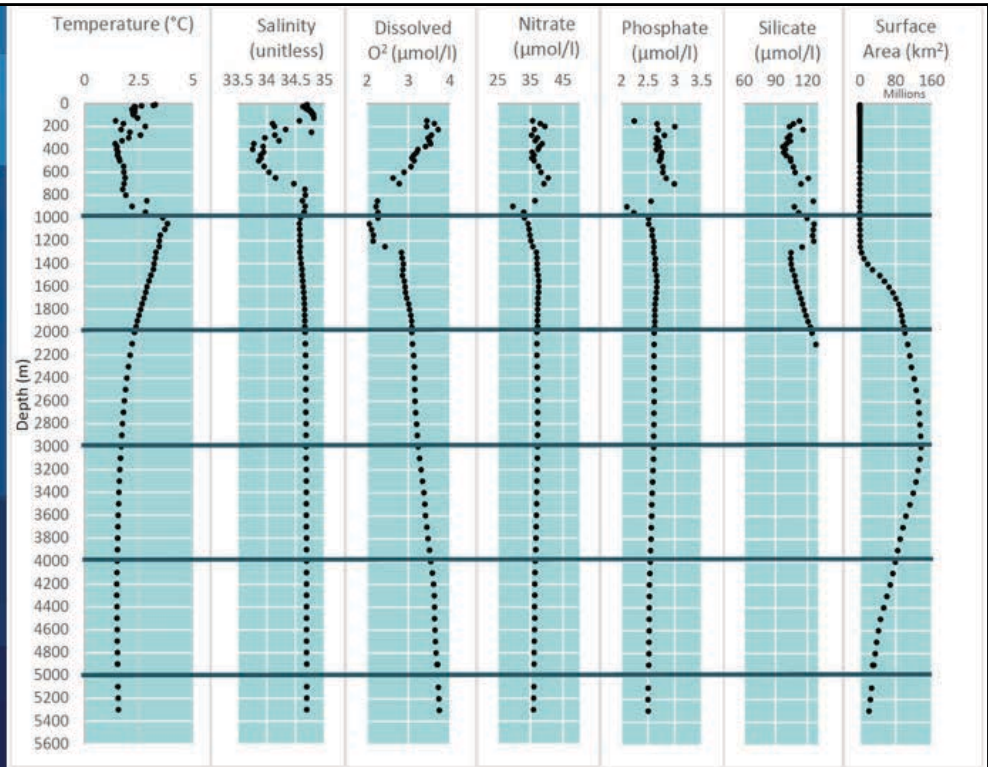 Temperature (°C)
Salinity
(unitless)
Dissolved
O² (µmol/l)
Nitrate
(µmol/l)
Phosphate
(µmol/l)
Silicate
(µmol/l)
Surface
Area (km²)
0 2.5 5
33.5 34 34.5 35
2 3 4
25 35 45
2 2.5 3 3.5
60 90 120
0 80 160
Millions
Depth (m)
0
200
400
600
800
1000
1200
1400
1600
1800
2000
2200
2400
2600
2800
3000
3200
3400
3600
3800
4000
4200
4400
4600
4800
5000
5200
5400
5600